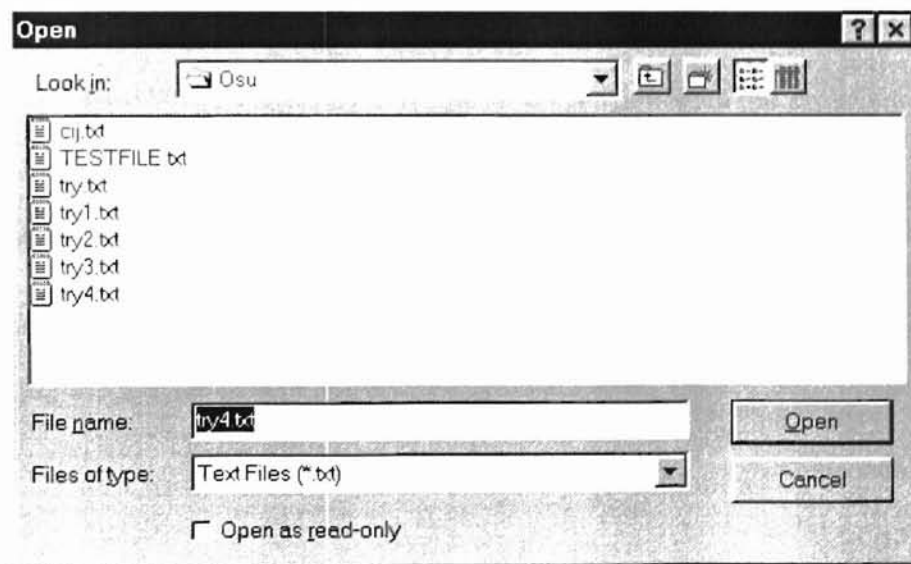 Open
Look in: Osu
cij.txt
TESTFILE.txt
try.txt
try1.txt
try2.txt
try3.txt
try4.txt
File name: try4.txt Open
Files of type: Text Files (*.txt) Cancel
Open as read-only